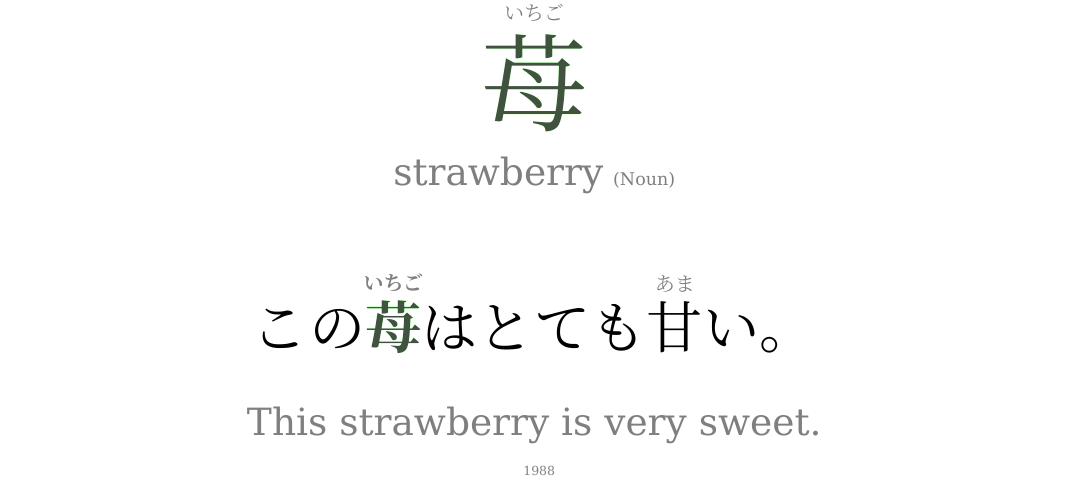 いちご
苺
strawberry (Noun)
いちご あま
この苺はとても甘い。
This strawberry is very sweet.
1988